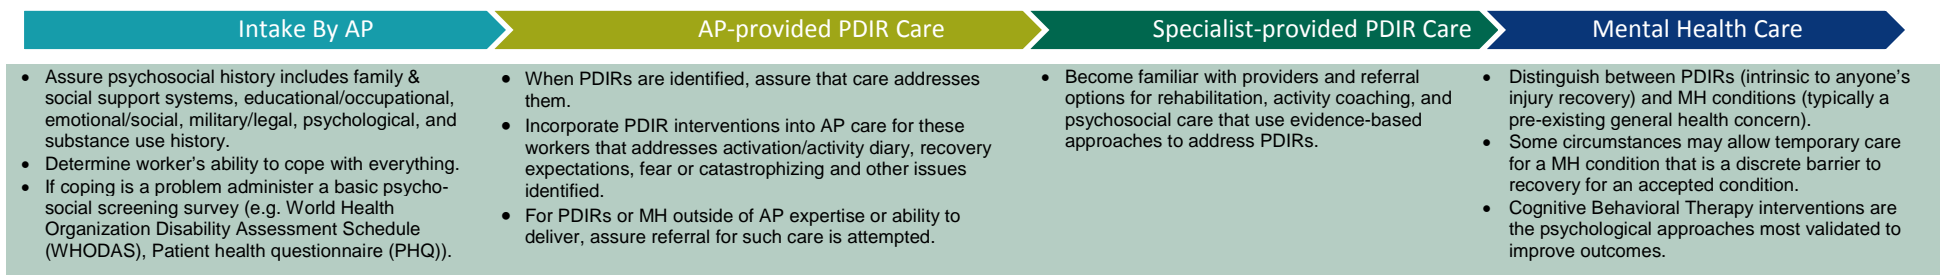 Intake By AP
AP-provided PDIR Care
Specialist-provided PDIR Care
Mental Health Care
• Assure psychosocial history includes family &
social support systems, educational/occupational,
emotional/social, military/legal, psychological, and
substance use history.
• Determine worker's ability to cope with everything.
• If coping is a problem administer a basic psycho-
social screening survey (e.g. World Health
Organization Disability Assessment Schedule
(WHODAS), Patient health questionnaire (PHQ)).
• When PDIRs are identified, assure that care addresses
them.
• Incorporate PDIR interventions into AP care for these
workers that addresses activation/activity diary, recovery
expectations, fear or catastrophizing and other issues
identified.
• For PDIRs or MH outside of AP expertise or ability to
deliver, assure referral for such care is attempted.
• Become familiar with providers and referral
options for rehabilitation, activity coaching, and
psychosocial care that use evidence-based
approaches to address PDIRs.
• Distinguish between PDIRs (intrinsic to anyone's
injury recovery) and MH conditions (typically a
pre-existing general health concern).
• Some circumstances may allow temporary care
for a MH condition that is a discrete barrier to
recovery for an accepted condition.
• Cognitive Behavioral Therapy interventions are
the psychological approaches most validated to
improve outcomes.